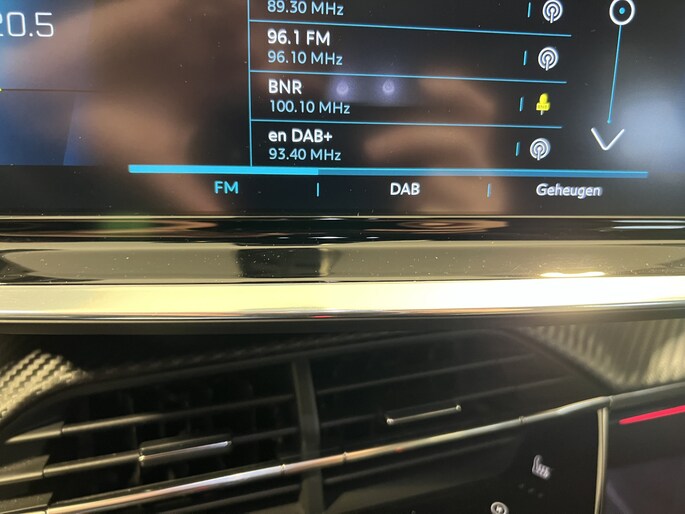 20.5
89.30 MHz
96.1 FM
96.10 MHz
BNR
100.10 MHz
en DAB+
93.40 MHz
FM | DAB | Geheugen